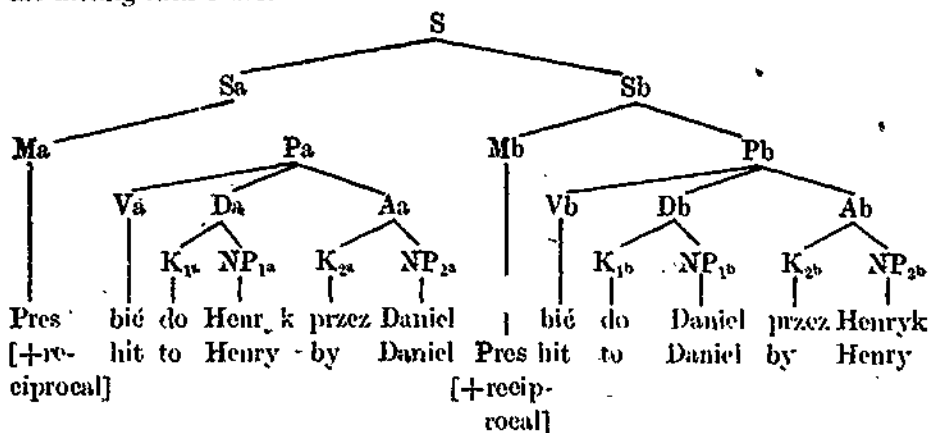 S
Sa Sb
Ma Pa Mb Pb
Va Da Aa Vb Db Ab
K₁ₐ NP₁ₐ K₂ₐ NP₂ₐ K₁b NP₁b K₂b NP₂b
Pres bić do Henryk przez Daniel bić do Daniel przez Henryk
[+re- hit to Henry by Daniel Pres hit to Daniel by Henry
ciprocal] [+recip-
rocal]